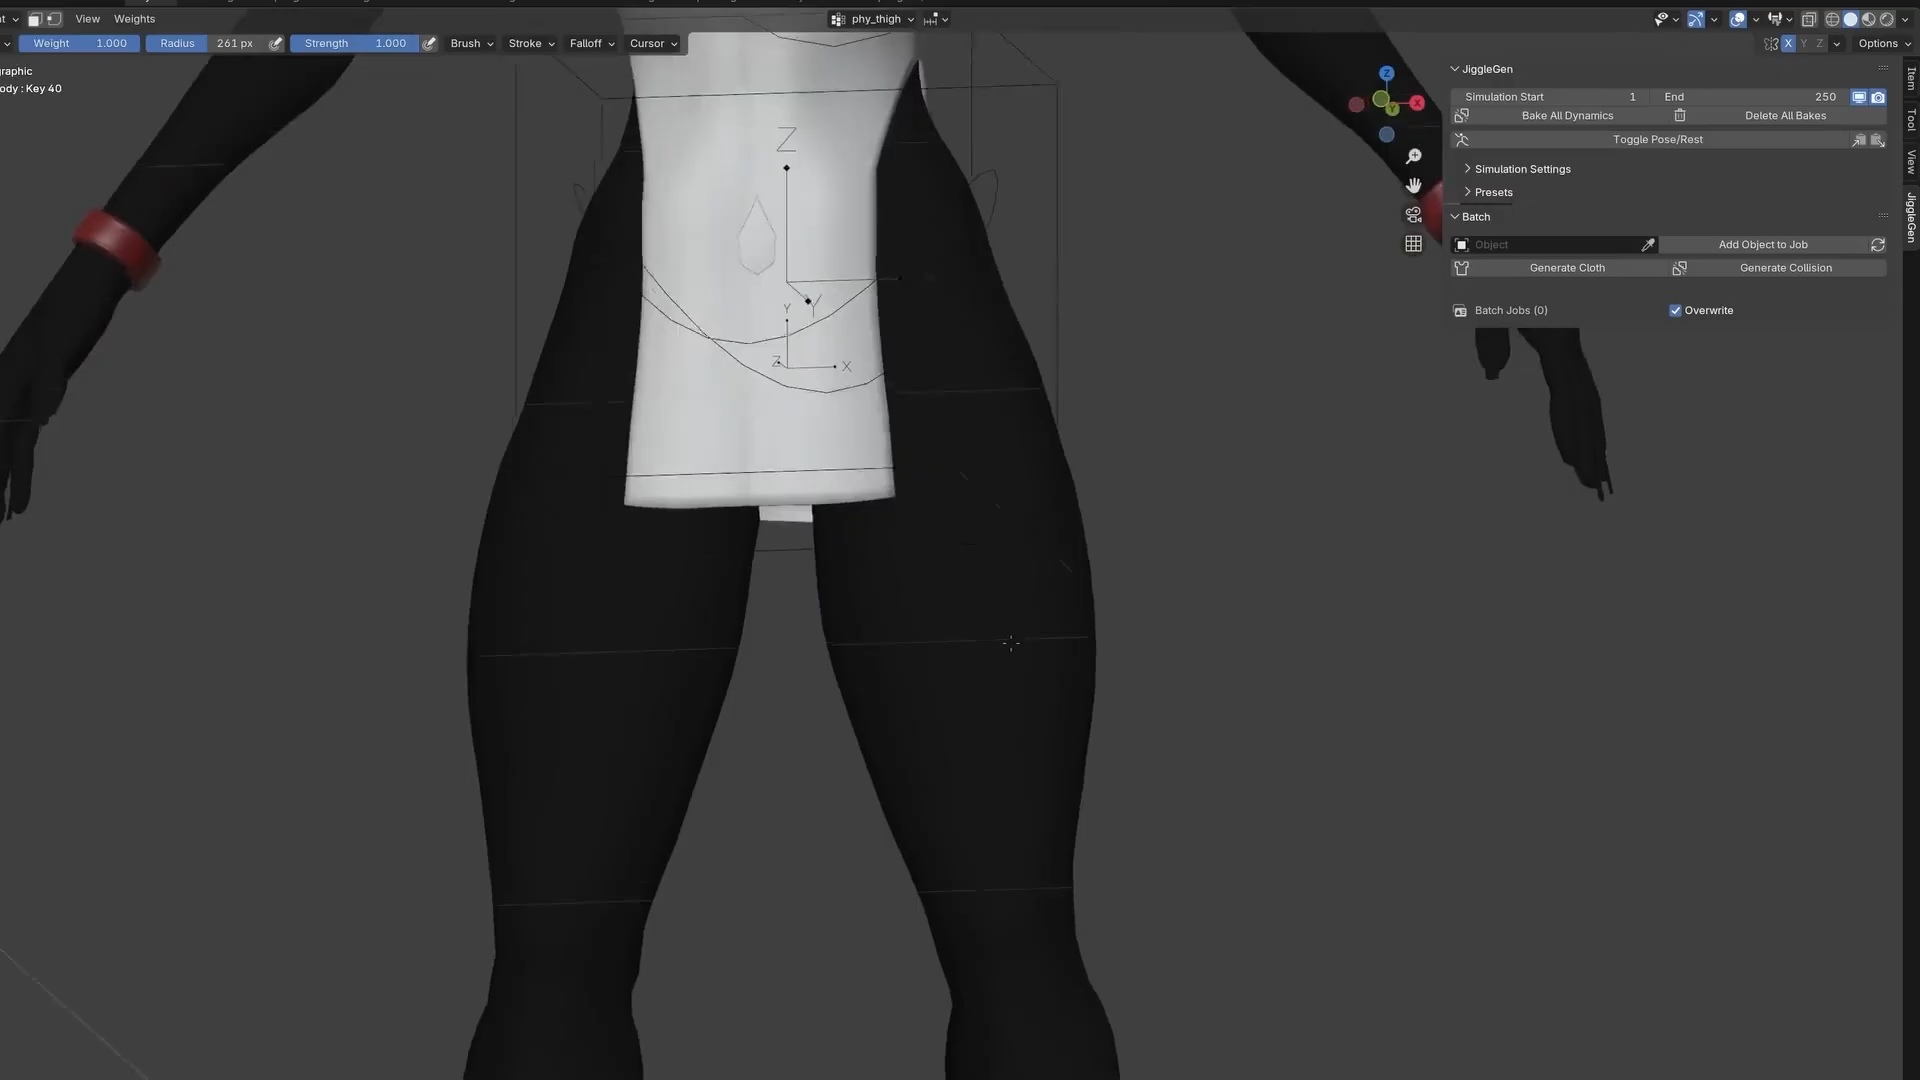 View Weights phy_thigh
Weight 1.000 Radius 261 px Strength 1.000 Brush Stroke Falloff Cursor X Y Z Options
graphic
ody : Key 40
JiggleGen
Simulation Start 1 End 250
Bake All Dynamics Delete All Bakes
Toggle Pose/Rest
Simulation Settings
Presets
Batch
Object Add Object to Job
Generate Cloth Generate Collision
Batch Jobs (0) Overwrite
Item
Tool
View
JiggleGen
Z
X
Y
Z
Y
Y
Z X